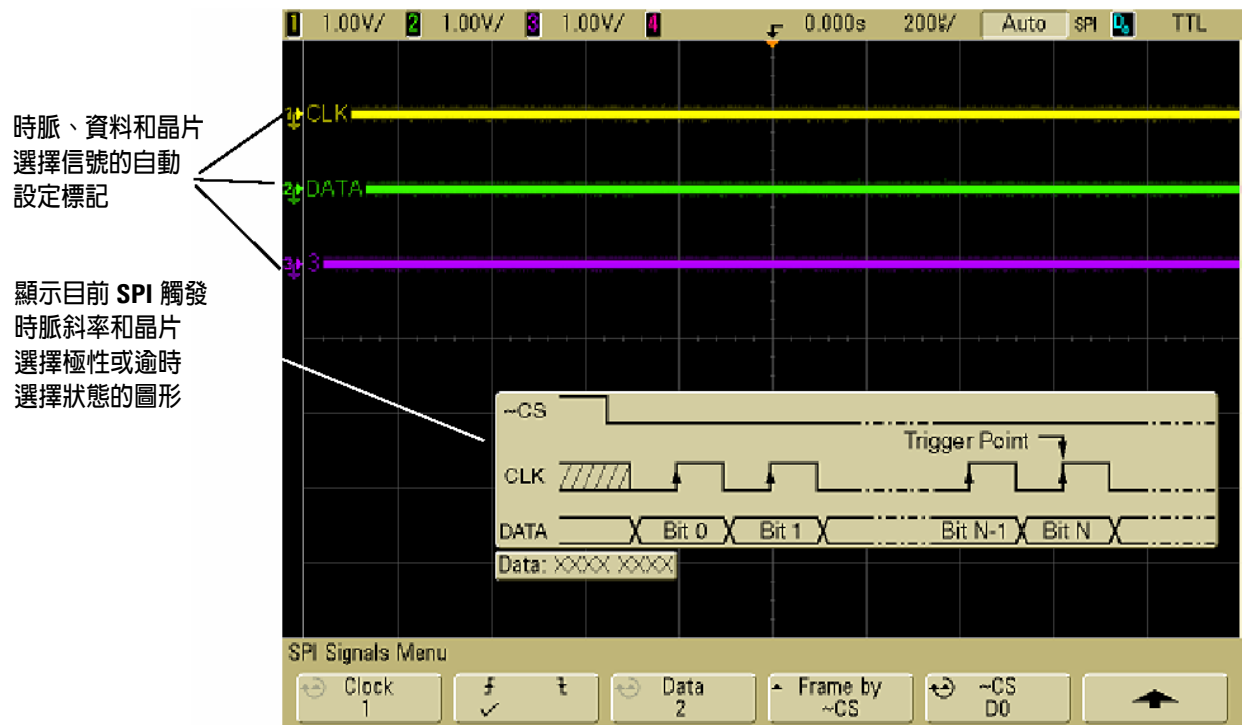 1 1.00V/ 2 1.00V/ 3 1.00V/ 4 0.000s 200㎲/ Auto SPI D0 TTL
時脈、資料和晶片
選擇信號的自動
設定標記
顯示目前 SPI 觸發
時脈斜率和晶片
選擇極性或逾時
選擇狀態的圖形
1 CLK
2 DATA
3 3
~CS
Trigger Point
CLK
DATA Bit 0 Bit 1 Bit N-1 Bit N
Data: XXXX XXXX
SPI Signals Menu
Clock
1
✓
Data
2
Frame by
~CS
~CS
D0